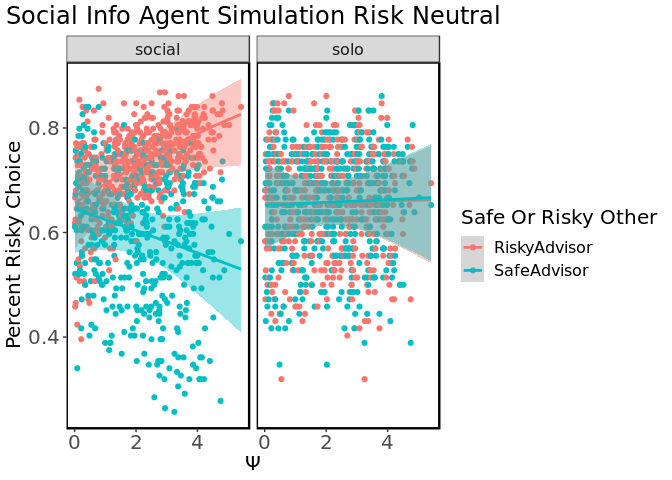 Social Info Agent Simulation Risk Neutral
social
solo
Percent Risky Choice
0.8
0.6
0.4
0
2
4
0
2
4
Ψ
Safe Or Risky Other
RiskyAdvisor
SafeAdvisor